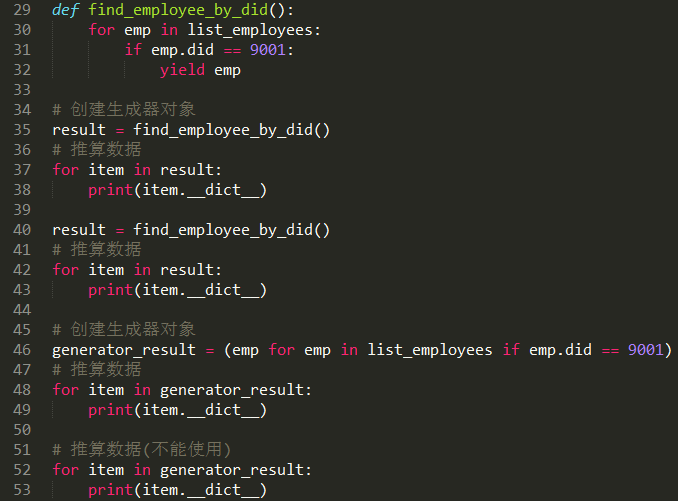 29 def find_employee_by_did():
30     for emp in list_employees:
31         if emp.did == 9001:
32             yield emp
33
34 # 创建生成器对象
35 result = find_employee_by_did()
36 # 推算数据
37 for item in result:
38     print(item.__dict__)
39
40 result = find_employee_by_did()
41 # 推算数据
42 for item in result:
43     print(item.__dict__)
44
45 # 创建生成器对象
46 generator_result = (emp for emp in list_employees if emp.did == 9001)
47 # 推算数据
48 for item in generator_result:
49     print(item.__dict__)
50
51 # 推算数据(不能使用)
52 for item in generator_result:
53     print(item.__dict__)